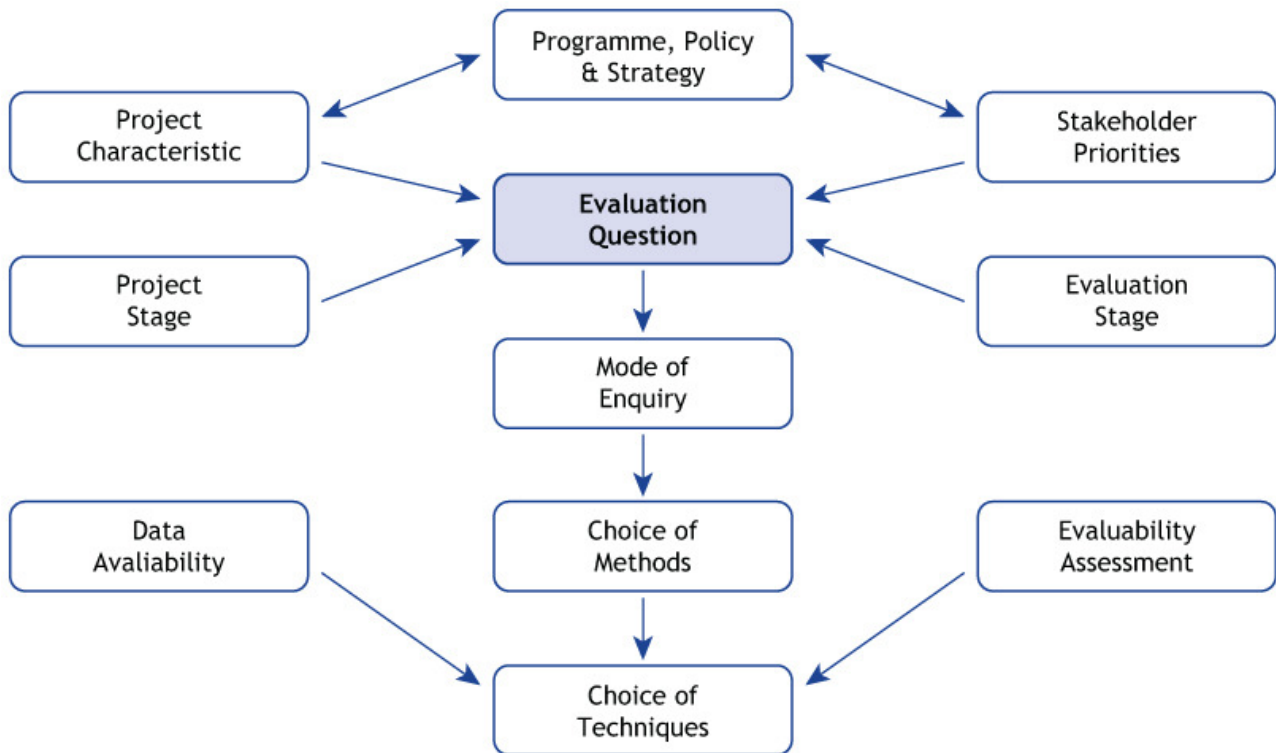 Programme, Policy
& Strategy
Project
Characteristic
Stakeholder
Priorities
Evaluation
Question
Project
Stage
Evaluation
Stage
Mode of
Enquiry
Data
Avaliability
Choice of
Methods
Evaluability
Assessment
Choice of
Techniques